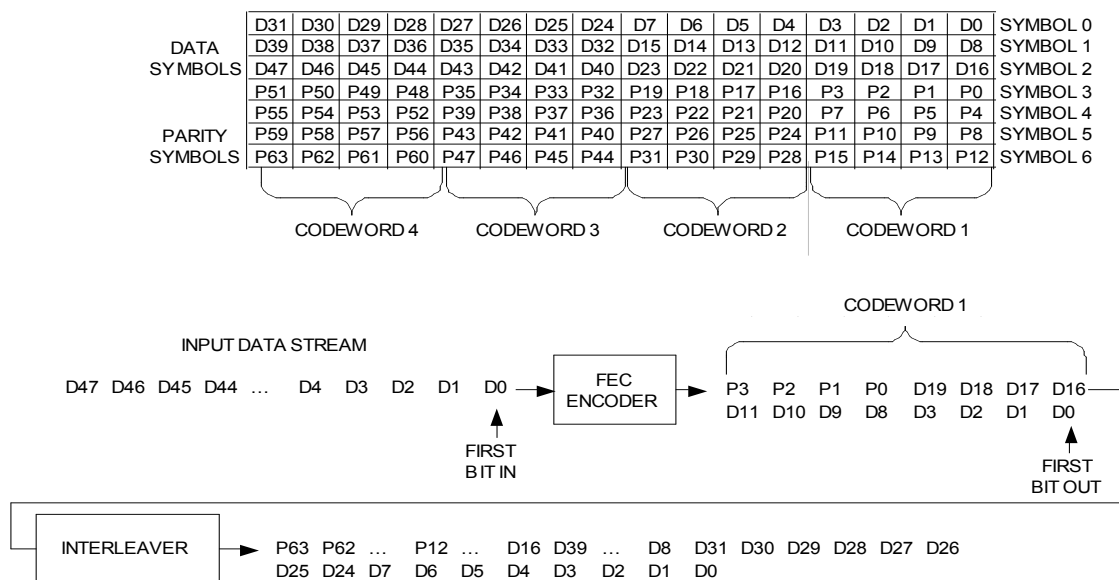 D31 D30 D29 D28 D27 D26 D25 D24 D7 D6 D5 D4 D3 D2 D1 D0 SYMBOL 0
DATA SYMBOLS D39 D38 D37 D36 D35 D34 D33 D32 D15 D14 D13 D12 D11 D10 D9 D8 SYMBOL 1
D47 D46 D45 D44 D43 D42 D41 D40 D23 D22 D21 D20 D19 D18 D17 D16 SYMBOL 2
P51 P50 P49 P48 P35 P34 P33 P32 P19 P18 P17 P16 P3 P2 P1 P0 SYMBOL 3
P55 P54 P53 P52 P39 P38 P37 P36 P23 P22 P21 P20 P7 P6 P5 P4 SYMBOL 4
PARITY SYMBOLS P59 P58 P57 P56 P43 P42 P41 P40 P27 P26 P25 P24 P11 P10 P9 P8 SYMBOL 5
P63 P62 P61 P60 P47 P46 P45 P44 P31 P30 P29 P28 P15 P14 P13 P12 SYMBOL 6
CODEWORD 4 CODEWORD 3 CODEWORD 2 CODEWORD 1
CODEWORD 1
INPUT DATA STREAM
D47 D46 D45 D44 ... D4 D3 D2 D1 D0
FEC
ENCODER
P3 P2 P1 P0 D19 D18 D17 D16
D11 D10 D9 D8 D3 D2 D1 D0
FIRST
BIT IN
FIRST
BIT OUT
INTERLEAVER
P63 P62 ... P12 ... D16 D39 ... D8 D31 D30 D29 D28 D27 D26
D25 D24 D7 D6 D5 D4 D3 D2 D1 D0